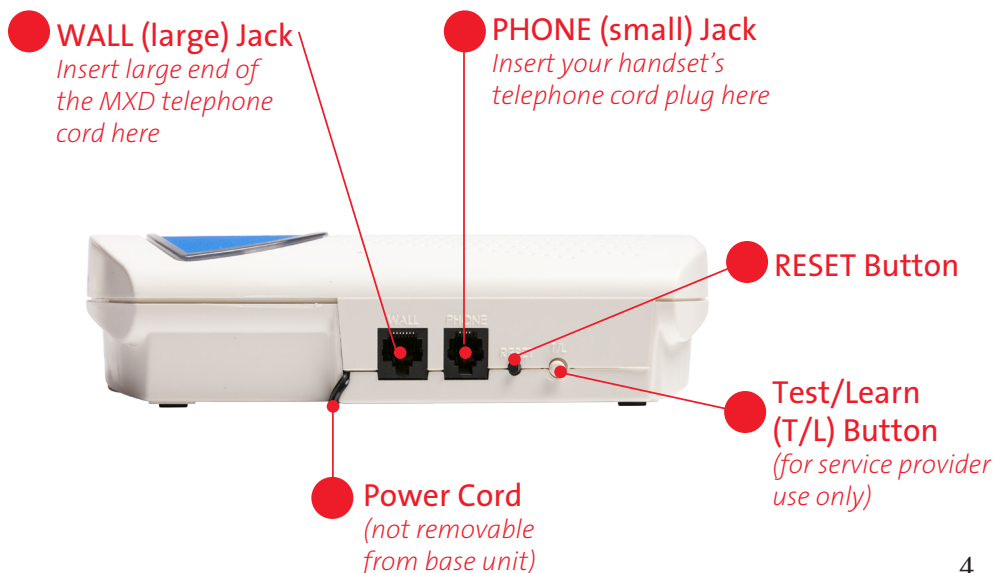 WALL (large) Jack
Insert large end of
the MXD telephone
cord here
PHONE (small) Jack
Insert your handset's
telephone cord plug here
WALL
PHONE
RESET
T/L
RESET Button
Test/Learn
(T/L) Button
(for service provider
use only)
Power Cord
(not removable
from base unit)
4